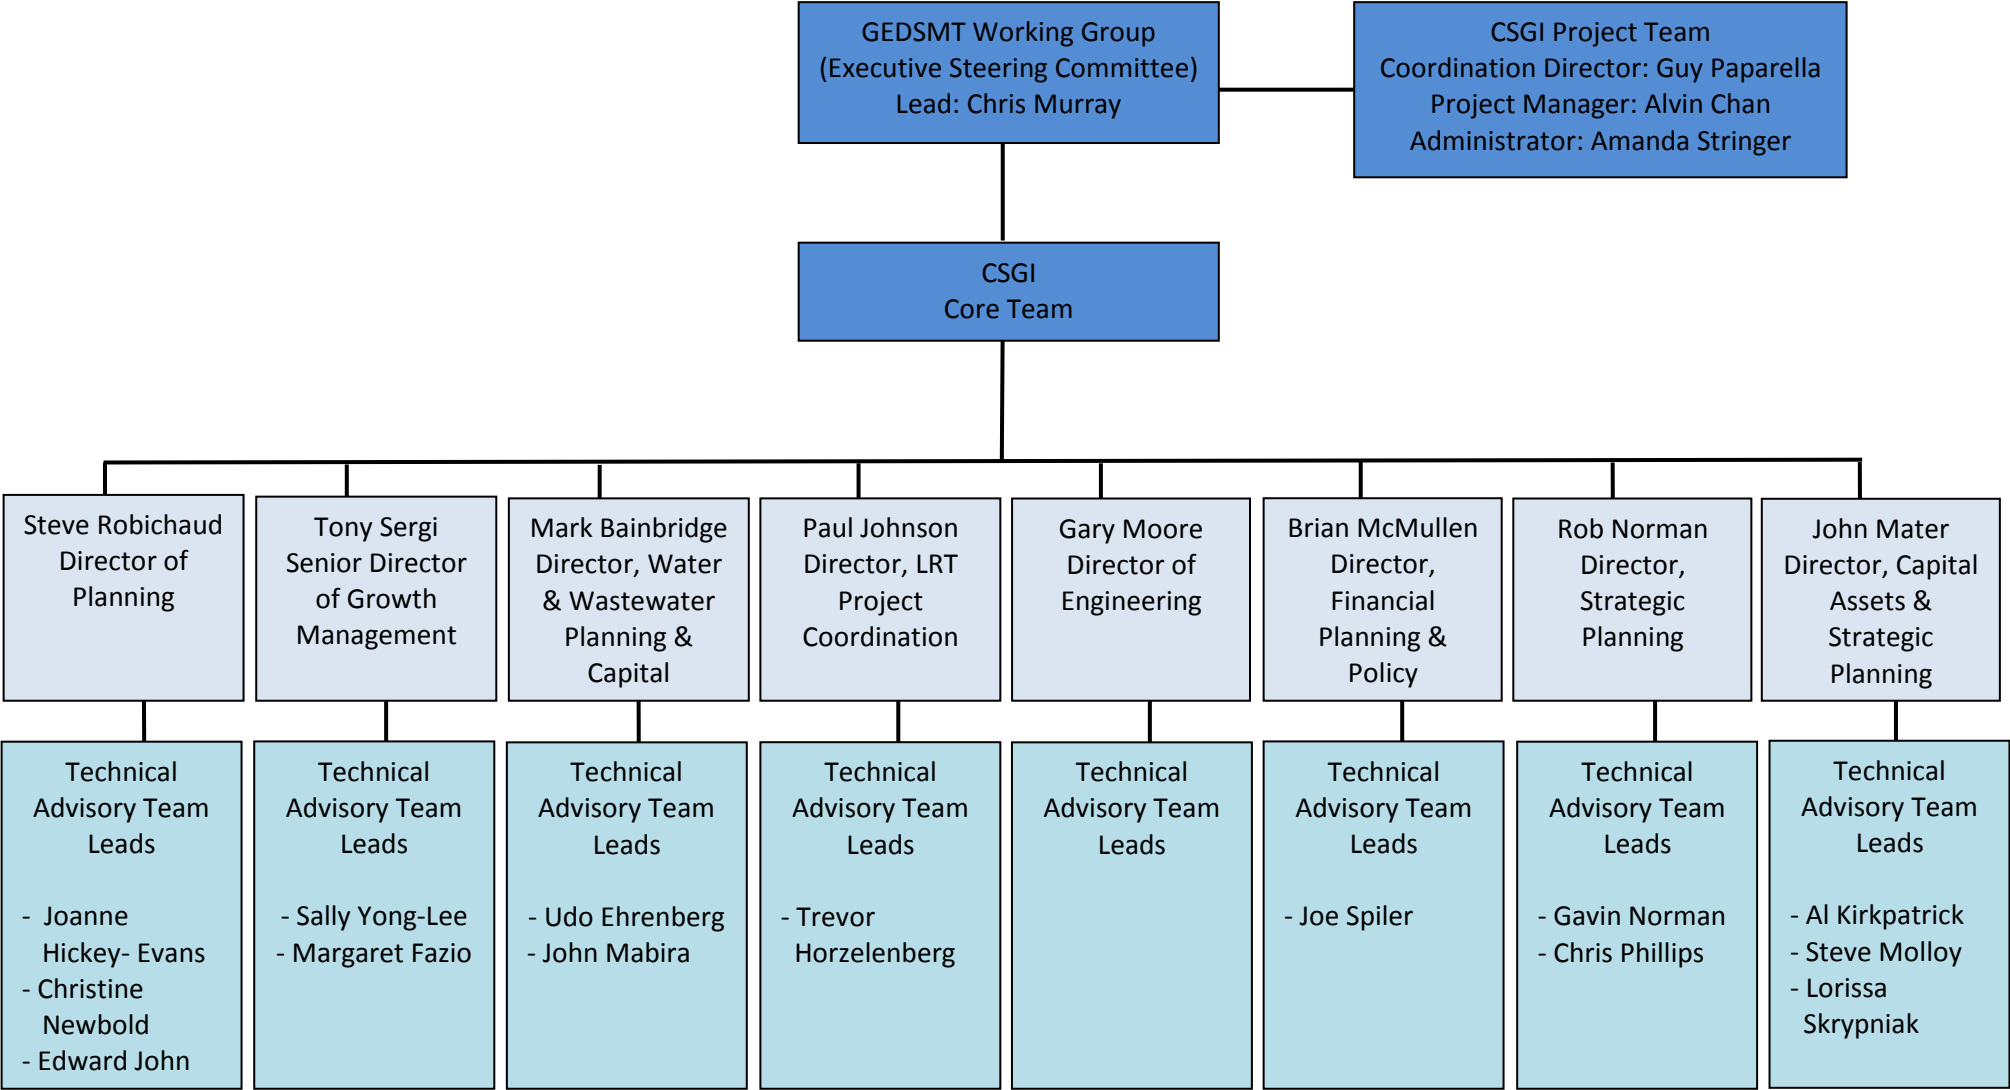 GEDSMT Working Group
(Executive Steering Committee)
Lead: Chris Murray
CSGI Project Team
Coordination Director: Guy Paparella
Project Manager: Alvin Chan
Administrator: Amanda Stringer
CSGI
Core Team
Steve Robichaud
Director of
Planning
Tony Sergi
Senior Director
of Growth
Management
Mark Bainbridge
Director, Water
& Wastewater
Planning &
Capital
Paul Johnson
Director, LRT
Project
Coordination
Gary Moore
Director of
Engineering
Brian McMullen
Director,
Financial
Planning &
Policy
Rob Norman
Director,
Strategic
Planning
John Mater
Director, Capital
Assets &
Strategic
Planning
Technical
Advisory Team
Leads
- Joanne
Hickey- Evans
- Christine
Newbold
- Edward John
Technical
Advisory Team
Leads
- Sally Yong-Lee
- Margaret Fazio
Technical
Advisory Team
Leads
- Udo Ehrenberg
- John Mabira
Technical
Advisory Team
Leads
- Trevor
Horzelenberg
Technical
Advisory Team
Leads
Technical
Advisory Team
Leads
- Joe Spiler
Technical
Advisory Team
Leads
- Gavin Norman
- Chris Phillips
Technical
Advisory Team
Leads
- Al Kirkpatrick
- Steve Molloy
- Lorissa
Skrypniak